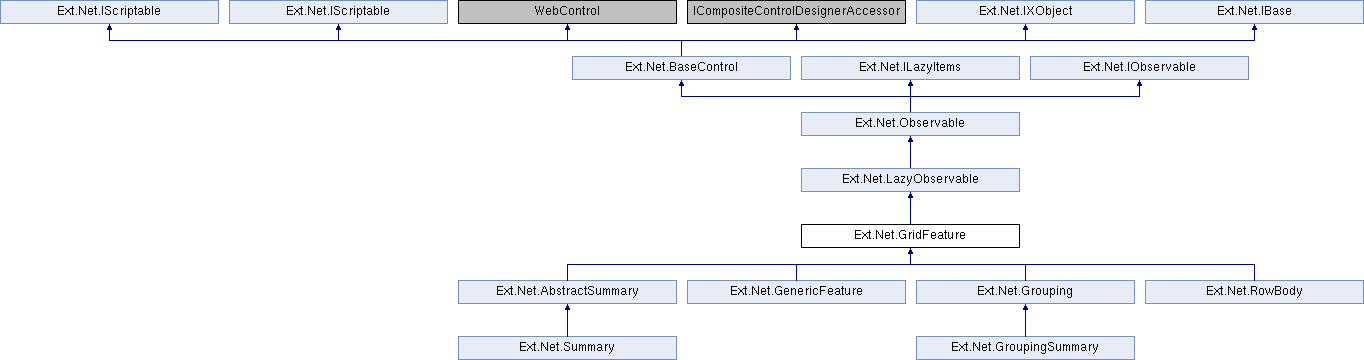 Ext.Net.IScriptable
Ext.Net.IScriptable
WebControl
ICompositeControlDesignerAccessor
Ext.Net.IXObject
Ext.Net.IBase
Ext.Net.BaseControl
Ext.Net.ILazyItems
Ext.Net.IObservable
Ext.Net.Observable
Ext.Net.LazyObservable
Ext.Net.GridFeature
Ext.Net.AbstractSummary
Ext.Net.GenericFeature
Ext.Net.Grouping
Ext.Net.RowBody
Ext.Net.Summary
Ext.Net.GroupingSummary